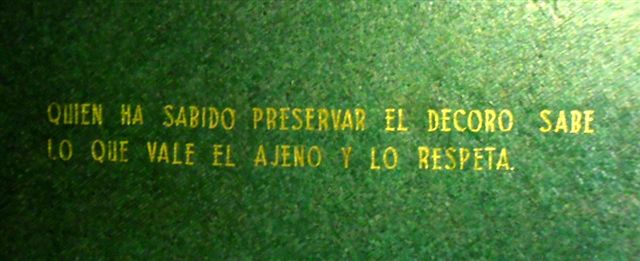 QUIEN HA SABIDO PRESERVAR EL DECORO SABE
LO QUE VALE EL AJENO Y LO RESPETA.